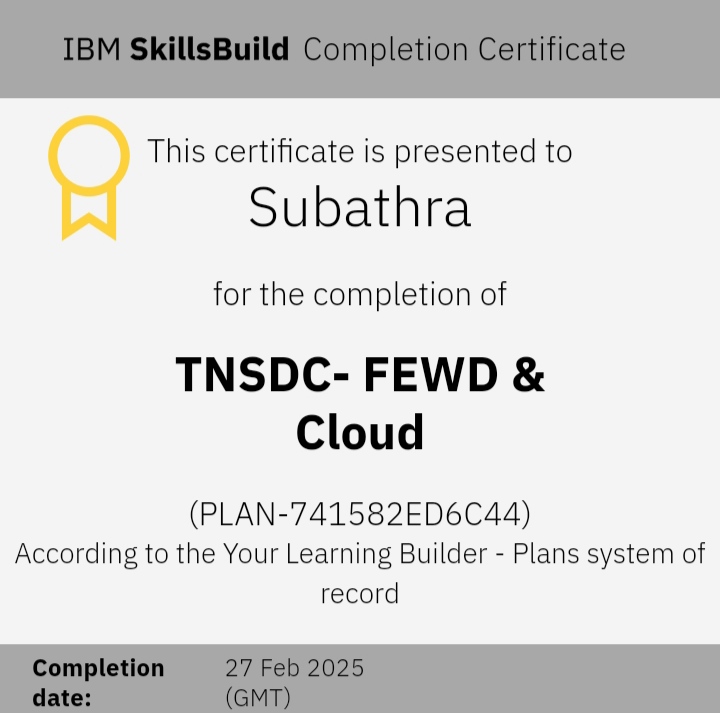 IBM SkillsBuild Completion Certificate
This certificate is presented to
Subathra
for the completion of
TNSDC- FEWD &
Cloud
(PLAN-741582ED6C44)
According to the Your Learning Builder - Plans system of
record
Completion
date:
27 Feb 2025
(GMT)